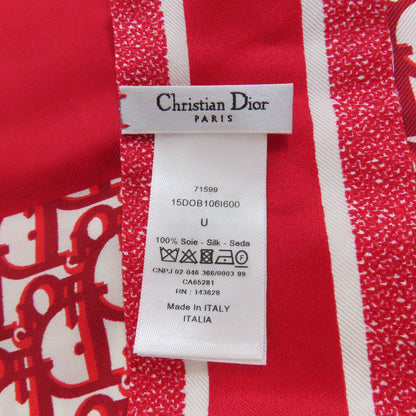 Christian Dior
PARIS
71599
15DOB106I600
U
100% Soie - Silk - Seda
CNPJ 02 046 366/0003 99
CA65281
RN : 143628
Made In ITALY
ITALIA